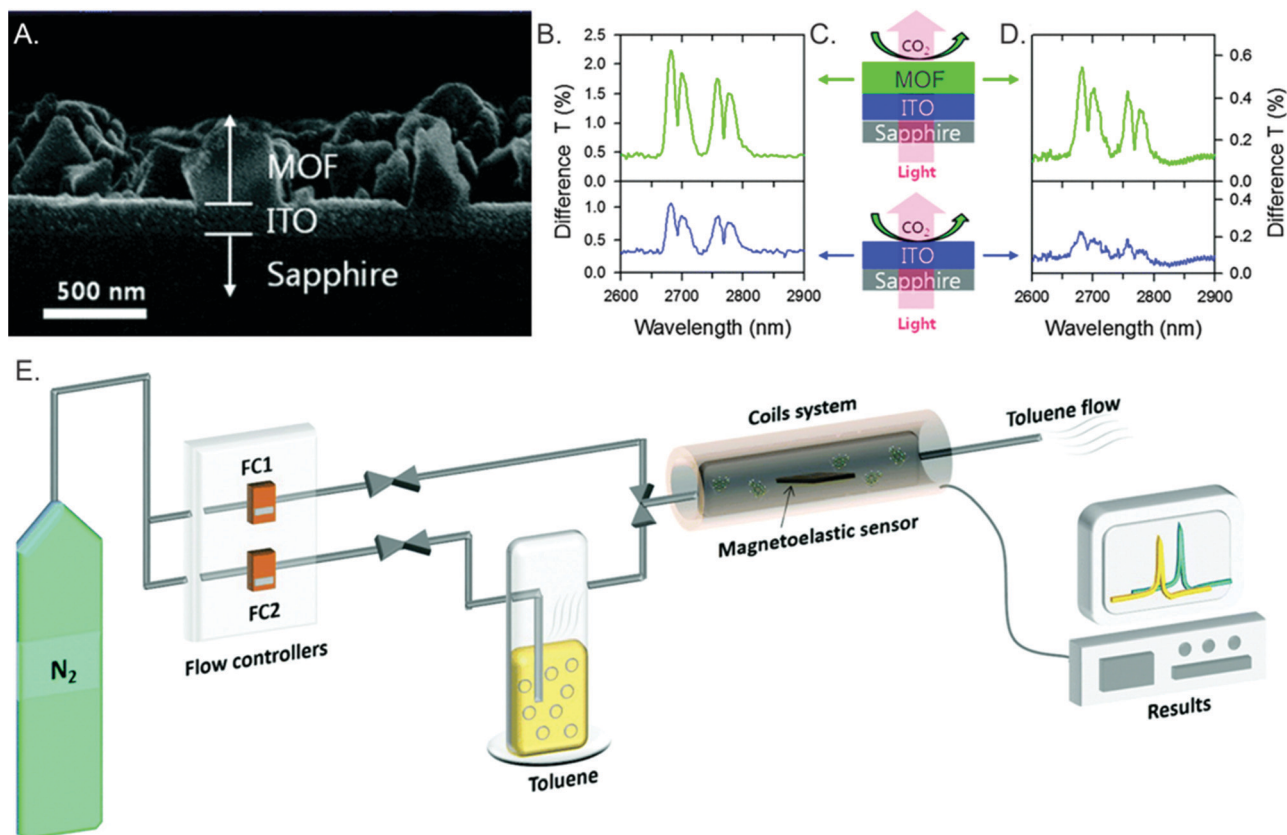 A.
MOF
ITO
Sapphire
500 nm
B.
2.5
2.0
1.5
1.0
0.5
0.0
1.0
0.5
0.0
Difference T (%)
2600 2700 2800 2900
Wavelength (nm)
C.
CO2
MOF
ITO
Sapphire
Light
CO2
ITO
Sapphire
Light
D.
0.6
0.4
0.2
0.0
0.4
0.2
0.0
Difference T (%)
2600 2700 2800 2900
Wavelength (nm)
E.
N2
FC1
FC2
Flow controllers
Toluene
Coils system
Magnetoelastic sensor
Toluene flow
Results